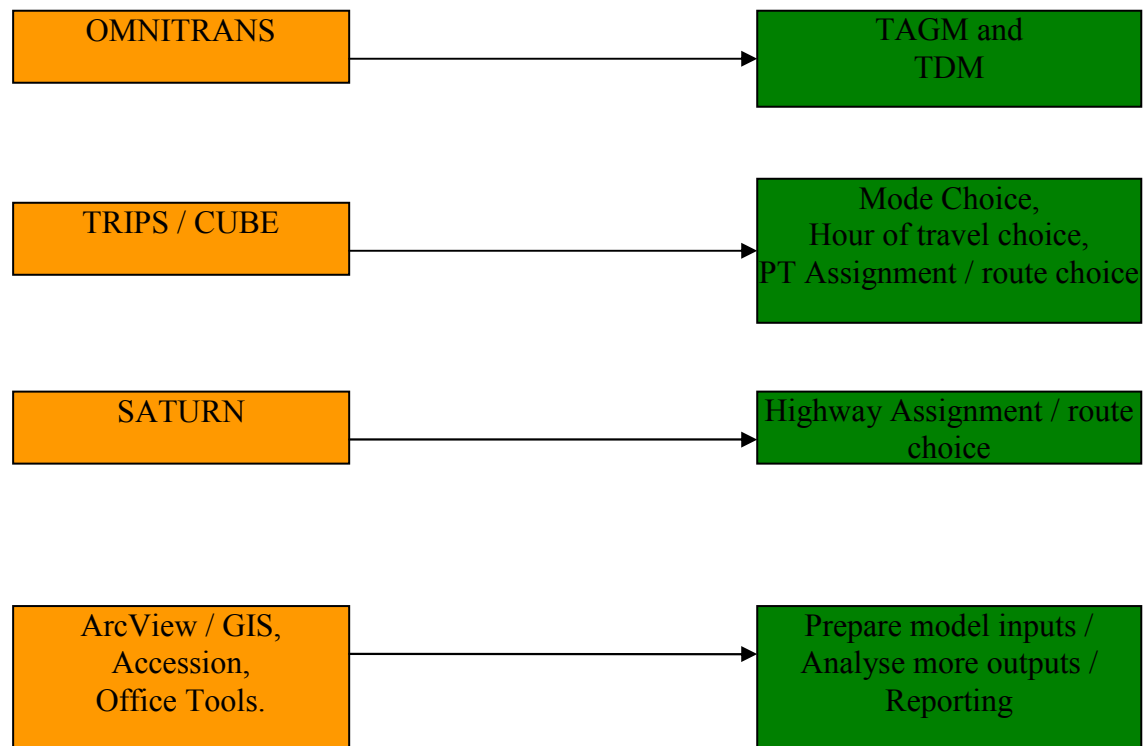 OMNITRANS
TAGM and
TDM
TRIPS / CUBE
Mode Choice,
Hour of travel choice,
PT Assignment / route choice
SATURN
Highway Assignment / route
choice
ArcView / GIS,
Accession,
Office Tools.
Prepare model inputs /
Analyse more outputs /
Reporting